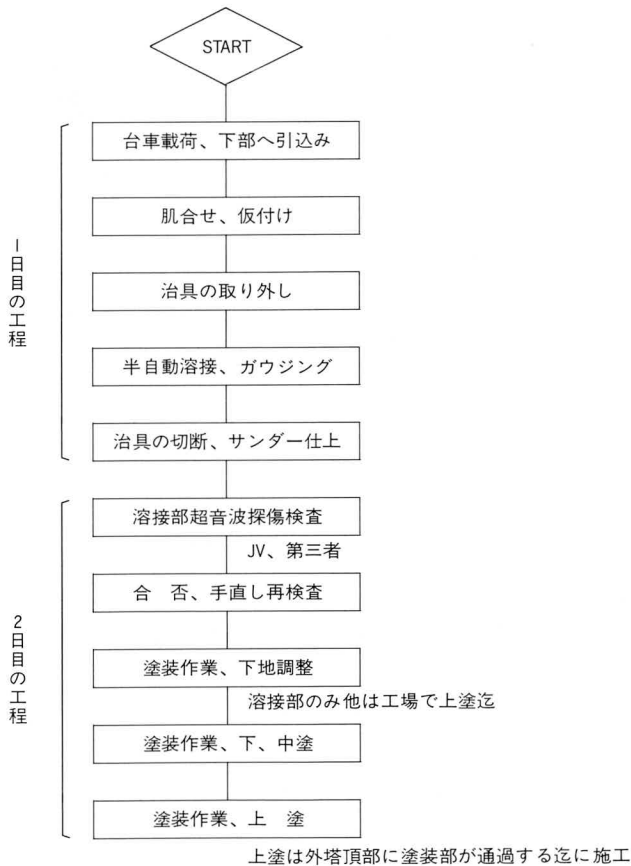 START
1日目の工程
台車載荷、下部へ引込み
肌合せ、仮付け
治具の取り外し
半自動溶接、ガウジング
治具の切断、サンダー仕上
2日目の工程
溶接部超音波探傷検査
JV、第三者
合　否、手直し再検査
塗装作業、下地調整
溶接部のみ他は工場で上塗迄
塗装作業、下、中塗
塗装作業、上　塗
上塗は外塔頂部に塗装部が通過する迄に施工